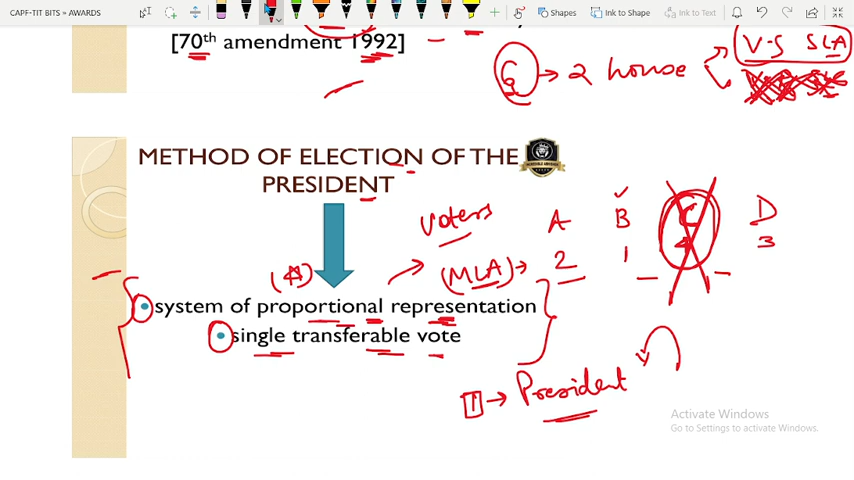 CAPF-TIT BITS = AWARDS
Shapes
Ink to Shape
Ink to Text
[70th amendment 1992]
→ 2 house
V.S SLA
METHOD OF ELECTION OF THE
PRESIDENT
Voters
A B C D
(MLA) → 2 1 4 3
system of proportional representation
single transferable vote
1 → President
Activate Windows
Go to Settings to activate Windows.